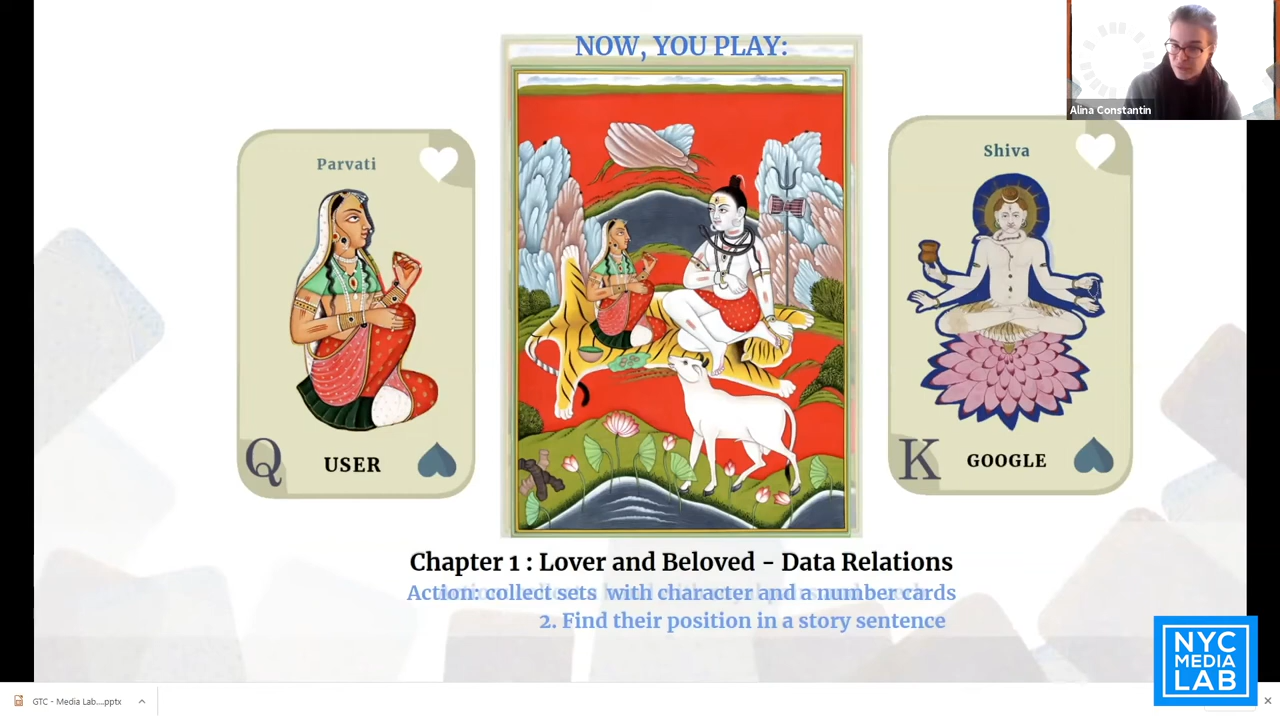 NOW, YOU PLAY:
Parvati
Q
USER
Shiva
K
GOOGLE
Alina Constantin
Chapter 1 : Lover and Beloved - Data Relations
Action: collect sets with character and a number cards
2. Find their position in a story sentence
NYC
MEDIA
LAB
GTC - Media Lab....pptx